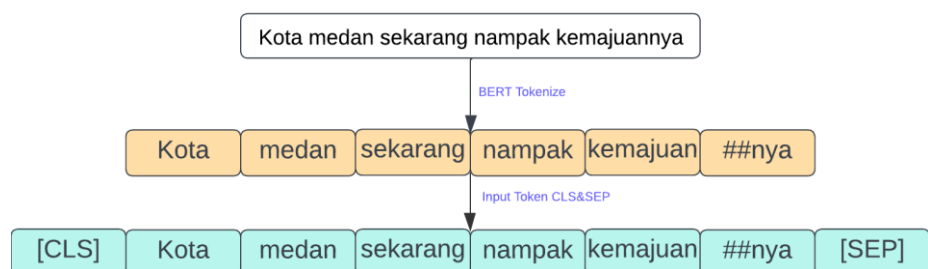 Kota medan sekarang nampak kemajuannya
BERT Tokenize
Kota medan sekarang nampak kemajuan ##nya
Input Token CLS&SEP
[CLS] Kota medan sekarang nampak kemajuan ##nya [SEP]